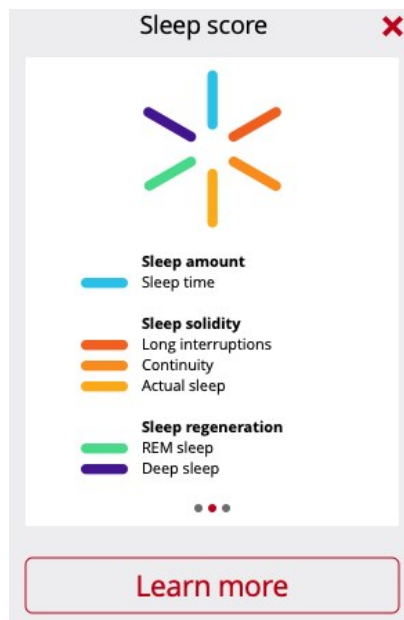 Sleep score
Sleep amount
Sleep time
Sleep solidity
Long interruptions
Continuity
Actual sleep
Sleep regeneration
REM sleep
Deep sleep
Learn more